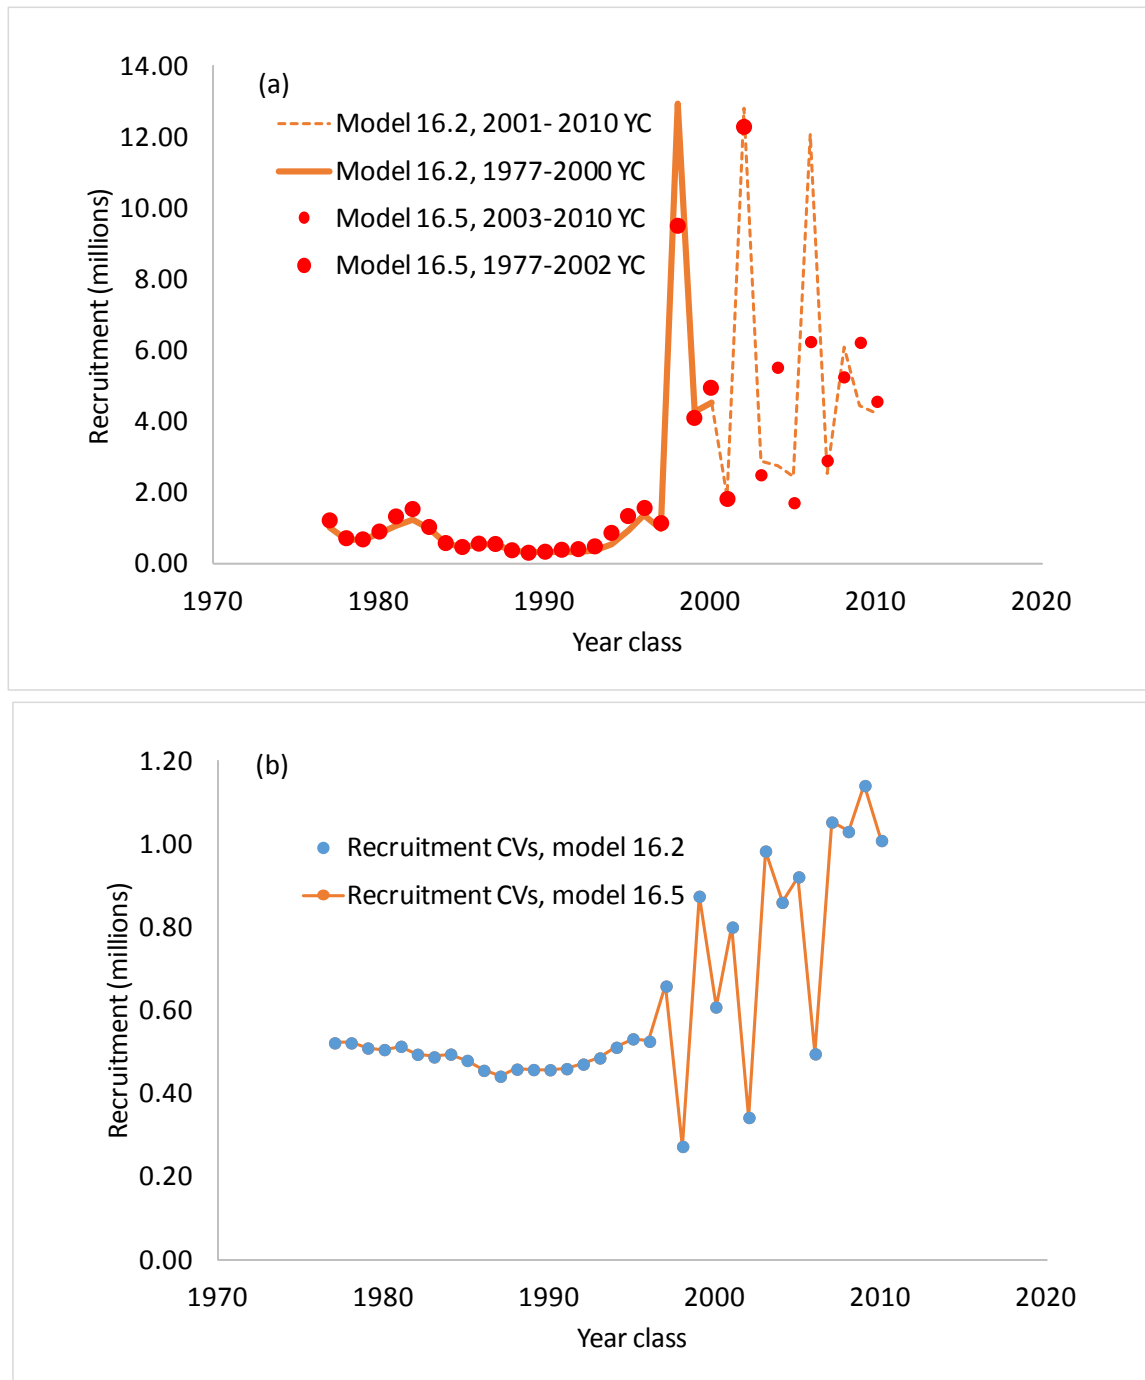 (a)
14.00
12.00
10.00
8.00
6.00
4.00
2.00
0.00
Recruitment (millions)
Model 16.2, 2001- 2010 YC
Model 16.2, 1977-2000 YC
Model 16.5, 2003-2010 YC
Model 16.5, 1977-2002 YC
1970 1980 1990 2000 2010 2020
Year class
(b)
1.20
1.00
0.80
0.60
0.40
0.20
0.00
Recruitment (millions)
Recruitment CVs, model 16.2
Recruitment CVs, model 16.5
1970 1980 1990 2000 2010 2020
Year class